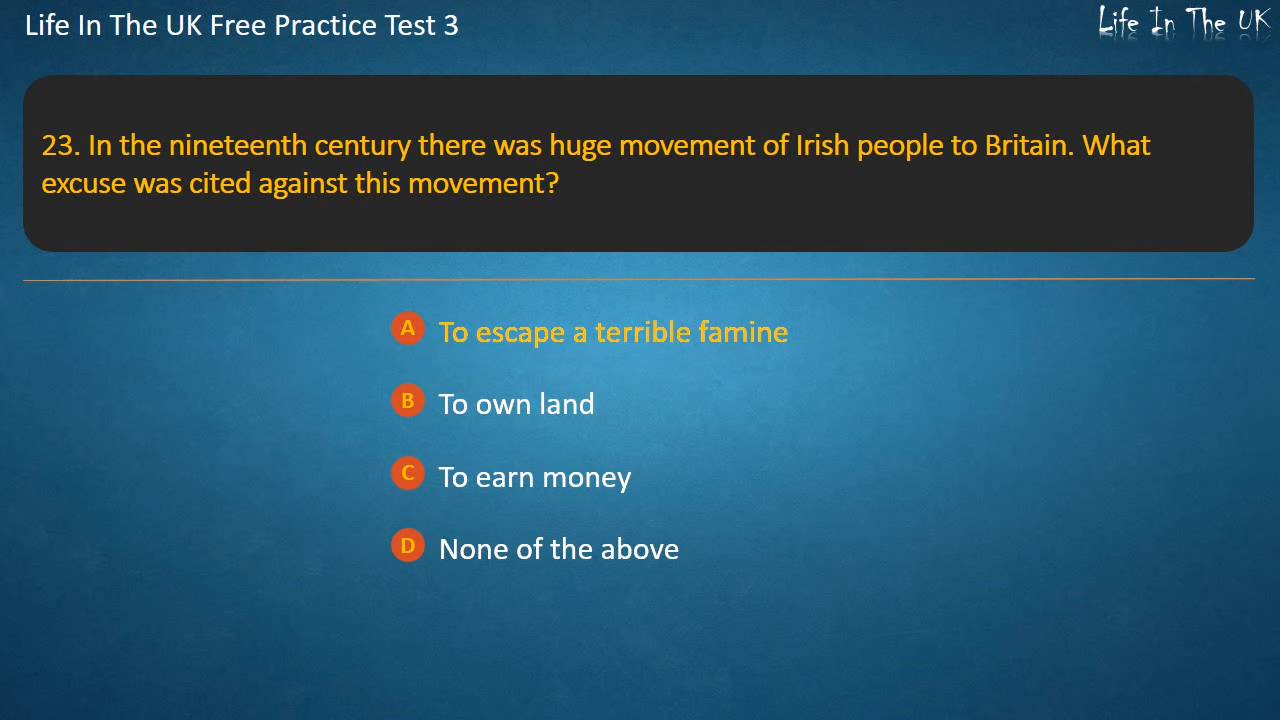 Life In The UK Free Practice Test 3
Life In The UK
23. In the nineteenth century there was huge movement of Irish people to Britain. What
excuse was cited against this movement?
A To escape a terrible famine
B To own land
C To earn money
D None of the above